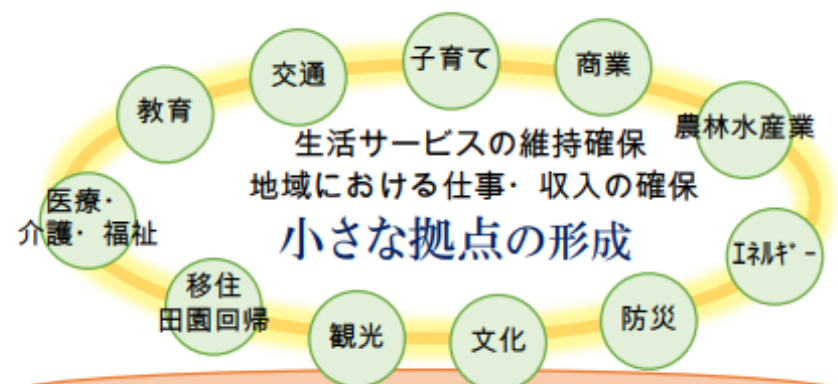 子育て
交通
商業
教育
農林水産業
生活サービスの維持確保
地域における仕事・収入の確保
小さな拠点の形成
医療・
介護・福祉
エネルギー
移住
田園回帰
観光
文化
防災